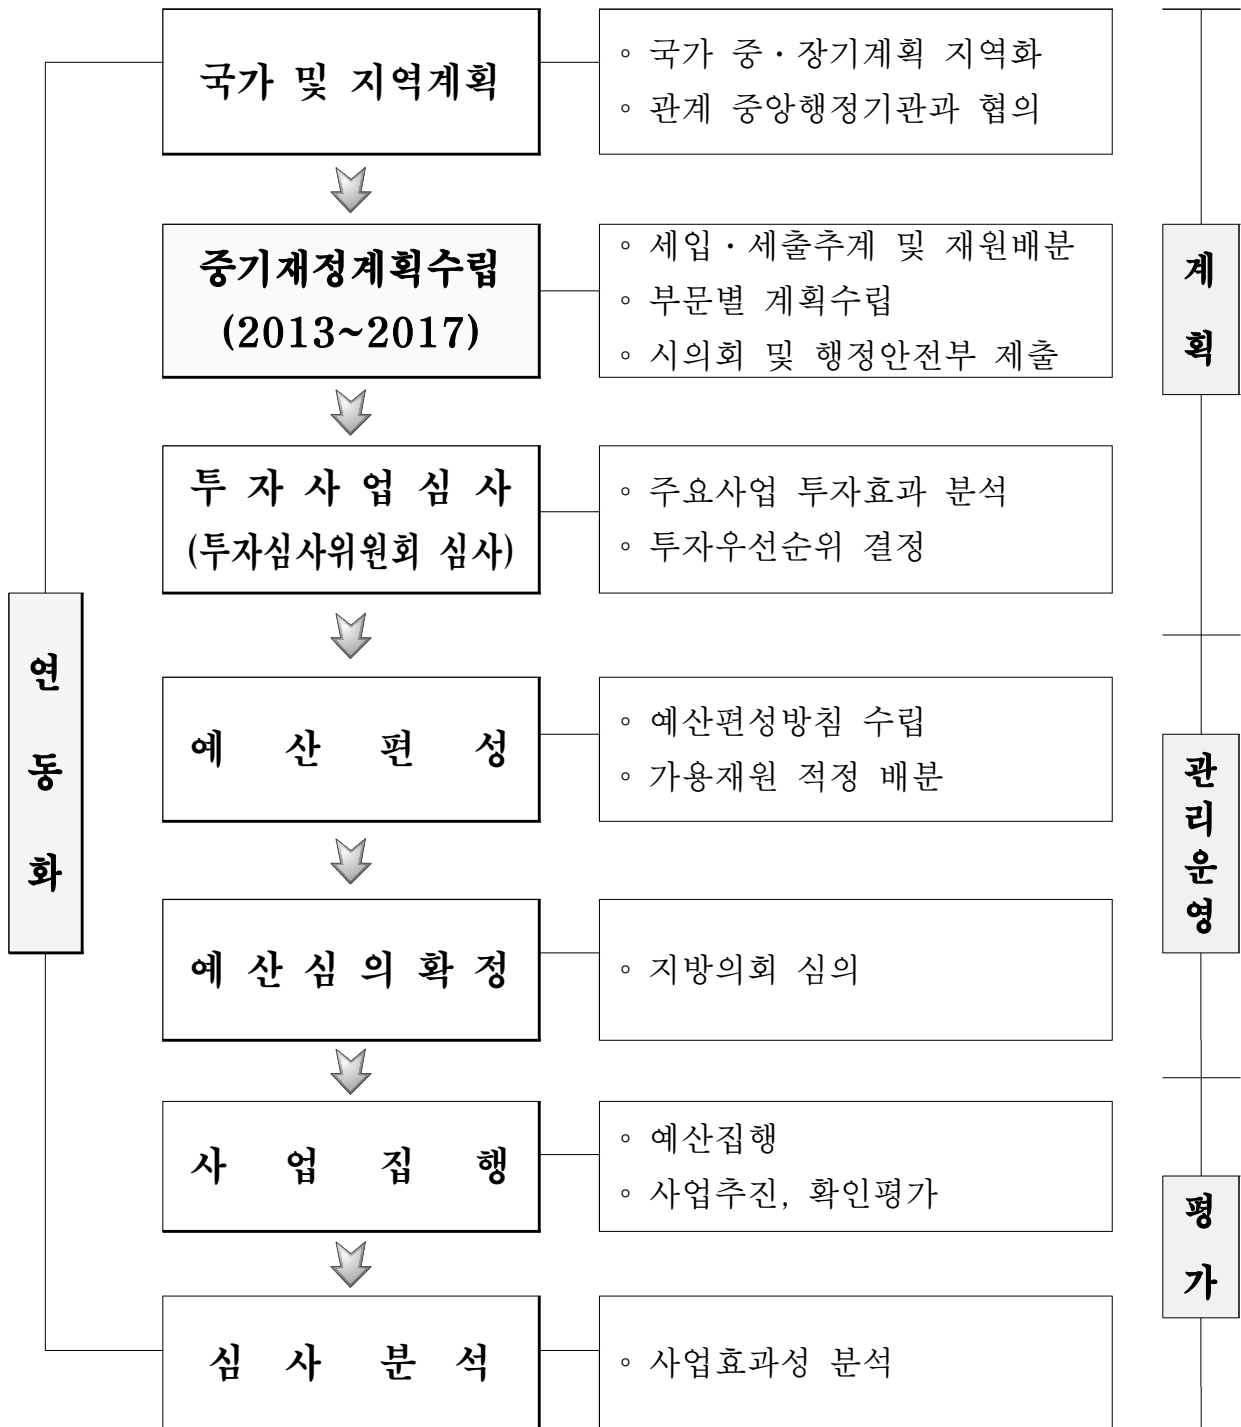 국가 및 지역계획
◦ 국가 중·장기계획 지역화
◦ 관계 중앙행정기관과 협의
중기재정계획수립
(2013~2017)
◦ 세입·세출추계 및 재원배분
◦ 부문별 계획수립
◦ 시의회 및 행정안전부 제출
계
획
투 자 사 업 심 사
(투자심사위원회 심사)
◦ 주요사업 투자효과 분석
◦ 투자우선순위 결정
연
동
화
예 산 편 성
◦ 예산편성방침 수립
◦ 가용재원 적정 배분
관
리
운
영
예 산 심 의 확 정
◦ 지방의회 심의
사 업 집 행
◦ 예산집행
◦ 사업추진, 확인평가
평
가
심 사 분 석
◦ 사업효과성 분석